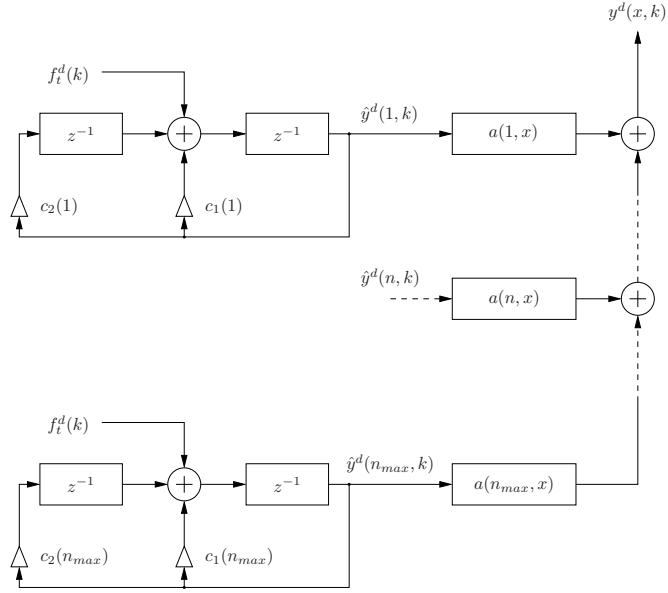 y^d(x, k)
f_t^d(k)
z^{-1} + z^{-1} ŷ^d(1, k) a(1, x) +
c_2(1) c_1(1)
ŷ^d(n, k) a(n, x) +
f_t^d(k)
z^{-1} + z^{-1} ŷ^d(n_{max}, k) a(n_{max}, x)
c_2(n_{max}) c_1(n_{max})